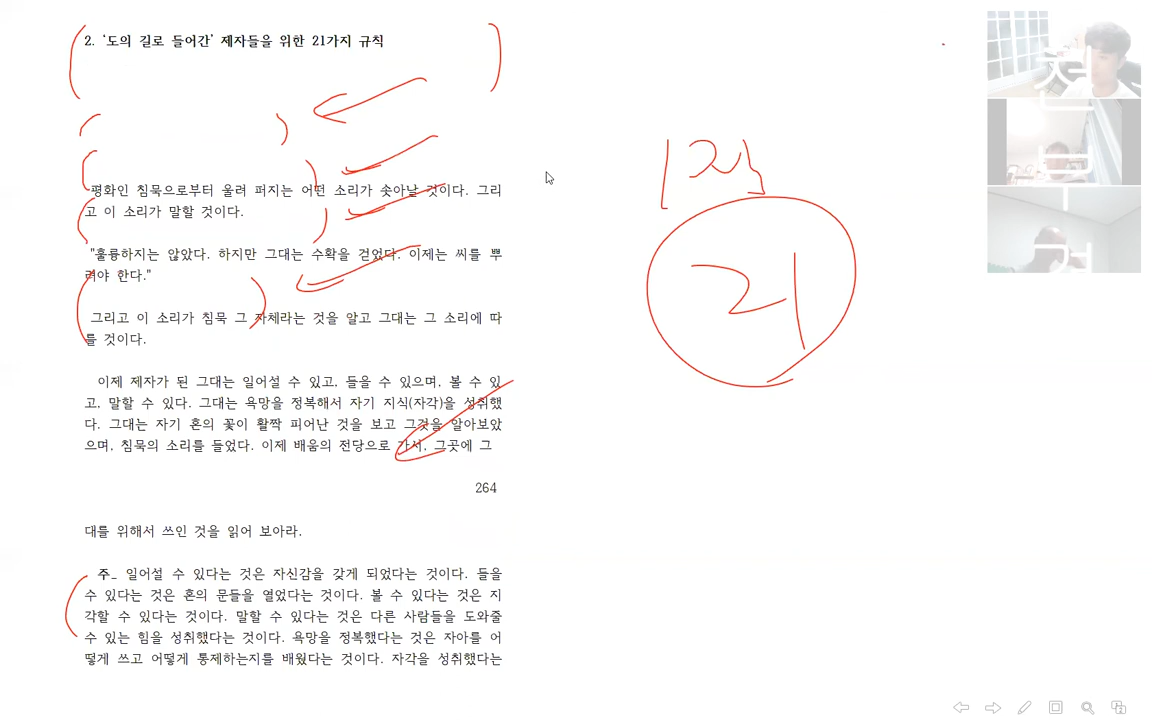 2. '도의 길로 들어간' 제자들을 위한 21가지 규칙
평화인 침묵으로부터 울려 퍼지는 어떤 소리가 솟아날 것이다. 그리
고 이 소리가 말할 것이다.
"훌륭하지는 않았다. 하지만 그대는 수확을 걷었다. 이제는 씨를 뿌
려야 한다."
그리고 이 소리가 침묵 그 자체라는 것을 알고 그대는 그 소리에 따
를 것이다.
이제 제자가 된 그대는 일어설 수 있고, 들을 수 있으며, 볼 수 있
고, 말할 수 있다. 그대는 욕망을 정복해서 자기 지식(자각)을 성취했
다. 그대는 자기 혼의 꽃이 활짝 피어난 것을 보고 그것을 알아보았
으며, 침묵의 소리를 들었다. 이제 배움의 전당으로 가서, 그곳에 그
264
대를 위해서 쓰인 것을 읽어 보아라.
주_ 일어설 수 있다는 것은 자신감을 갖게 되었다는 것이다. 들을
수 있다는 것은 혼의 문들을 열었다는 것이다. 볼 수 있다는 것은 지
각할 수 있다는 것이다. 말할 수 있다는 것은 다른 사람들을 도와줄
수 있는 힘을 성취했다는 것이다. 욕망을 정복했다는 것은 자아를 어
떻게 쓰고 어떻게 통제하는지를 배웠다는 것이다. 자각을 성취했다는
21